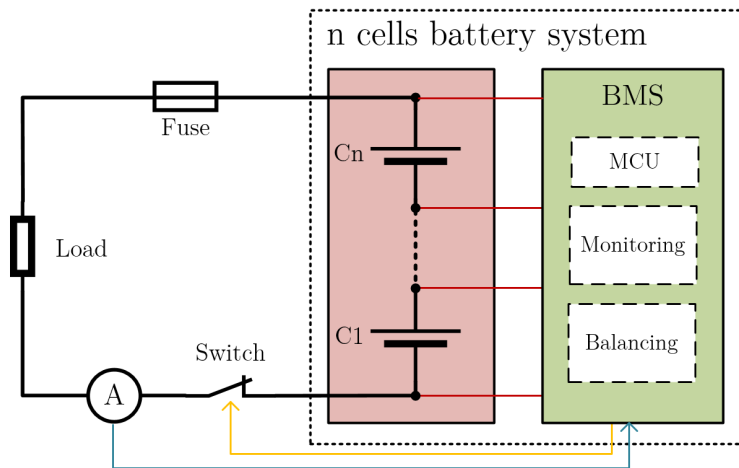 n cells battery system
BMS
Fuse
Cn
MCU
Load
Monitoring
C1
Switch
Balancing
A